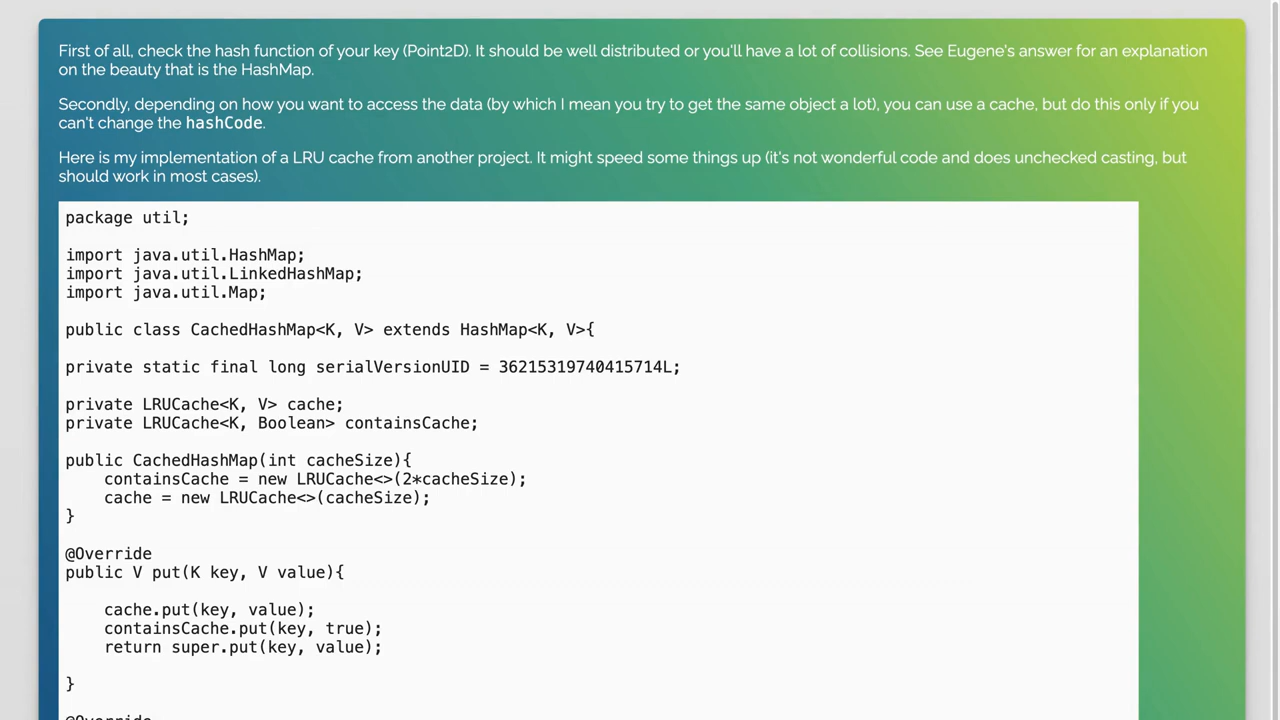 First of all, check the hash function of your key (Point2D). It should be well distributed or you'll have a lot of collisions. See Eugene's answer for an explanation
on the beauty that is the HashMap.
Secondly, depending on how you want to access the data (by which I mean you try to get the same object a lot), you can use a cache, but do this only if you
can't change the hashCode.
Here is my implementation of a LRU cache from another project. It might speed some things up (it's not wonderful code and does unchecked casting, but
should work in most cases).
package util;
import java.util.HashMap;
import java.util.LinkedHashMap;
import java.util.Map;
public class CachedHashMap<K, V> extends HashMap<K, V>{
private static final long serialVersionUID = 36215319740415714L;
private LRUCache<K, V> cache;
private LRUCache<K, Boolean> containsCache;
public CachedHashMap(int cacheSize){
containsCache = new LRUCache<>(2*cacheSize);
cache = new LRUCache<>(cacheSize);
}
@Override
public V put(K key, V value){
cache.put(key, value);
containsCache.put(key, true);
return super.put(key, value);
}
@Override